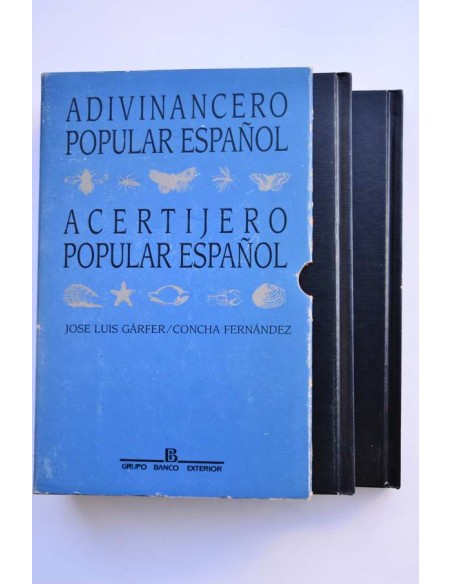 ADIVINANCERO
POPULAR ESPAÑOL
ACERTIJERO
POPULAR ESPAÑOL
JOSE LUIS GÁRFER/CONCHA FERNÁNDEZ
GRUPO BANCO EXTERIOR